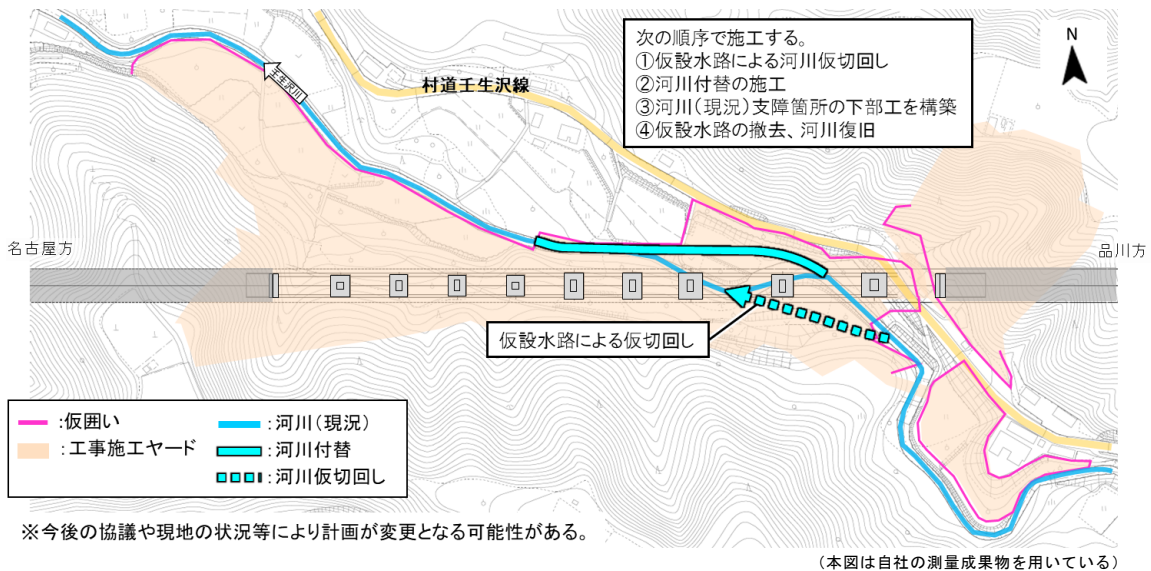 次の順序で施工する。
①仮設水路による河川仮切回し
②河川付替の施工
③河川(現況)支障箇所の下部工を構築
④仮設水路の撤去、河川復旧
N
村道壬生沢線
壬生沢川
名古屋方
品川方
仮設水路による仮切回し
:仮囲い
:工事施工ヤード
:河川(現況)
:河川付替
:河川仮切回し
※今後の協議や現地の状況等により計画が変更となる可能性がある。
(本図は自社の測量成果物を用いている)